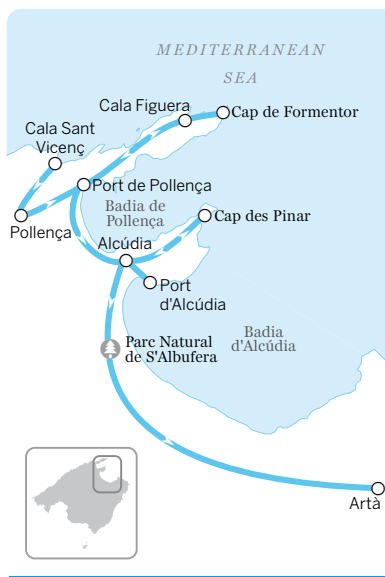 MEDITERRANEAN
SEA
Cala Figuera
Cap de Formentor
Cala Sant
Vicenç
Port de Pollença
Badia de
Pollença
Cap des Pinar
Pollença
Alcúdia
Port
d'Alcúdia
Badia
d'Alcúdia
Parc Natural
de S'Albufera
Artà